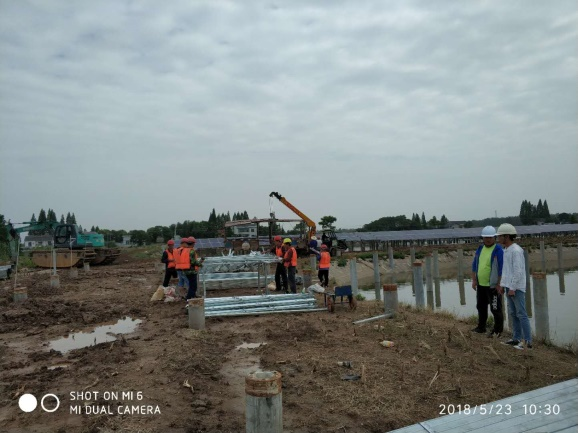 SHOT ON MI 6
MI DUAL CAMERA
2018/5/23 10:30